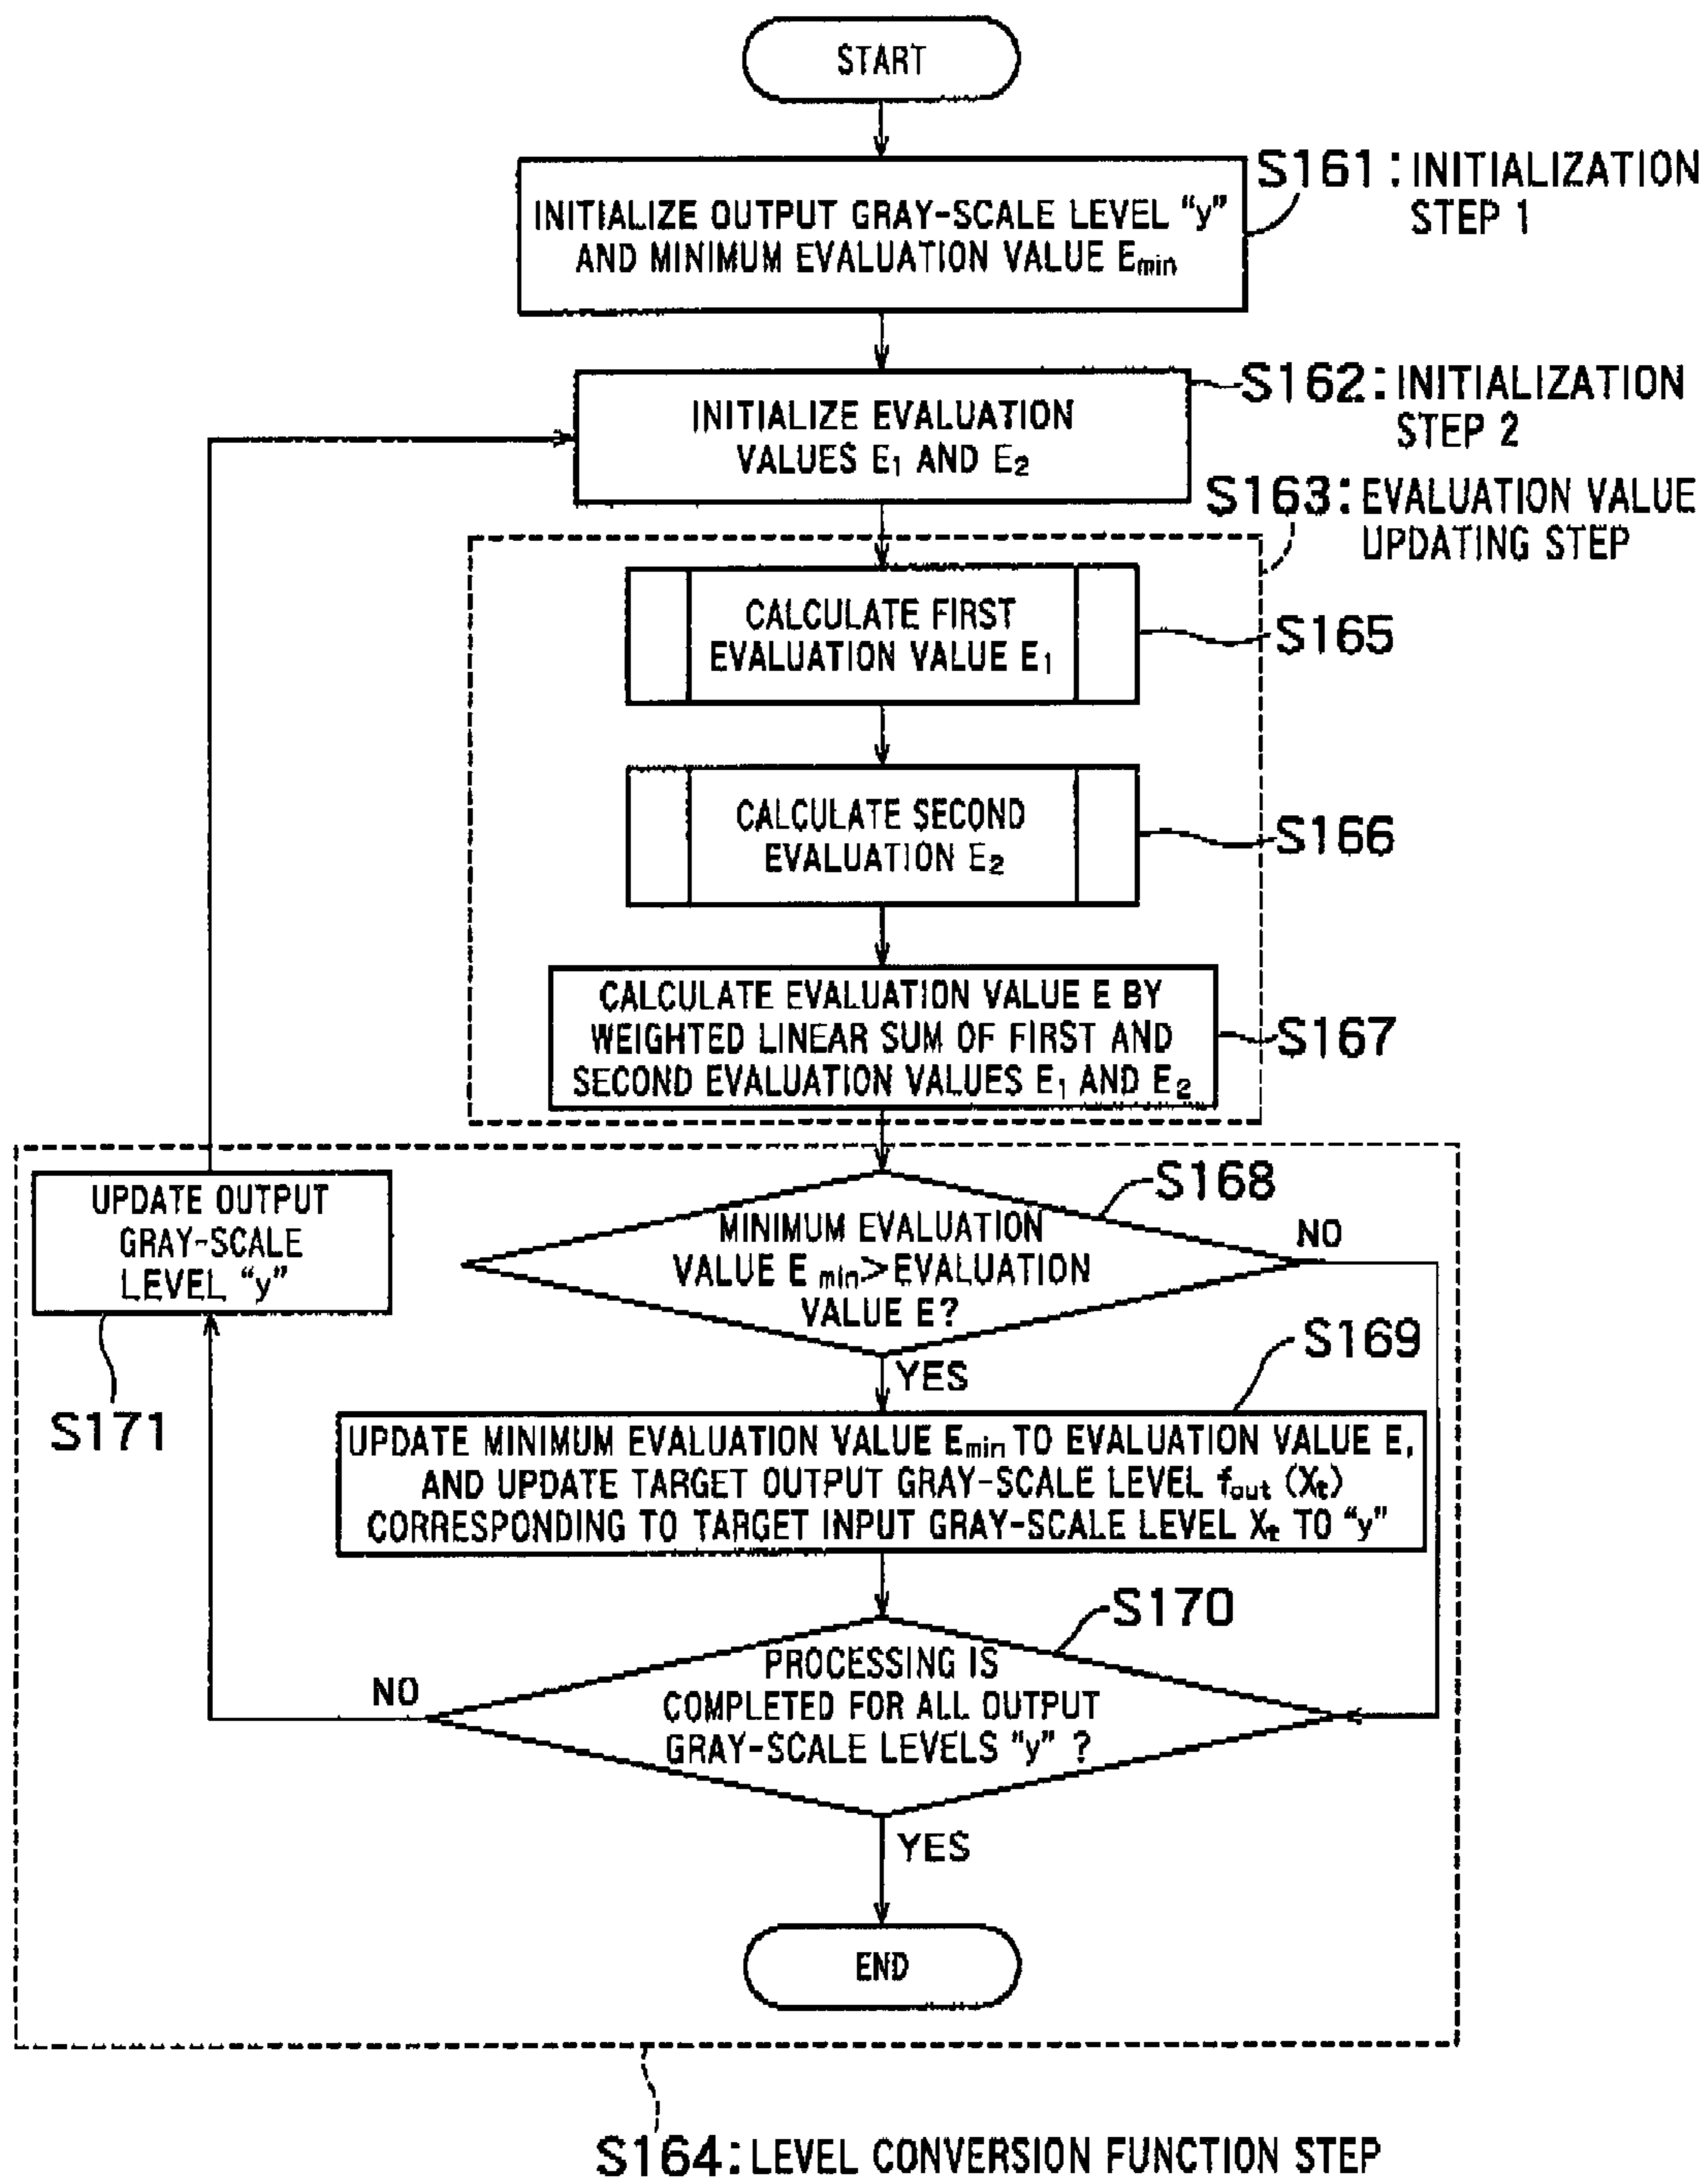 START
INITIALIZE OUTPUT GRAY-SCALE LEVEL "y"
AND MINIMUM EVALUATION VALUE Emin
S161: INITIALIZATION
STEP 1
INITIALIZE EVALUATION
VALUES E1 AND E2
S162: INITIALIZATION
STEP 2
S163: EVALUATION VALUE
UPDATING STEP
CALCULATE FIRST
EVALUATION VALUE E1
S165
CALCULATE SECOND
EVALUATION E2
S166
CALCULATE EVALUATION VALUE E BY
WEIGHTED LINEAR SUM OF FIRST AND
SECOND EVALUATION VALUES E1 AND E2
S167
UPDATE OUTPUT
GRAY-SCALE
LEVEL "y"
S171
S168
MINIMUM EVALUATION
VALUE Emin>EVALUATION
VALUE E?
NO
YES
S169
UPDATE MINIMUM EVALUATION VALUE Emin TO EVALUATION VALUE E,
AND UPDATE TARGET OUTPUT GRAY-SCALE LEVEL fout (Xt)
CORRESPONDING TO TARGET INPUT GRAY-SCALE LEVEL Xt TO "y"
S170
PROCESSING IS
COMPLETED FOR ALL OUTPUT
GRAY-SCALE LEVELS "y" ?
NO
YES
END
S164: LEVEL CONVERSION FUNCTION STEP